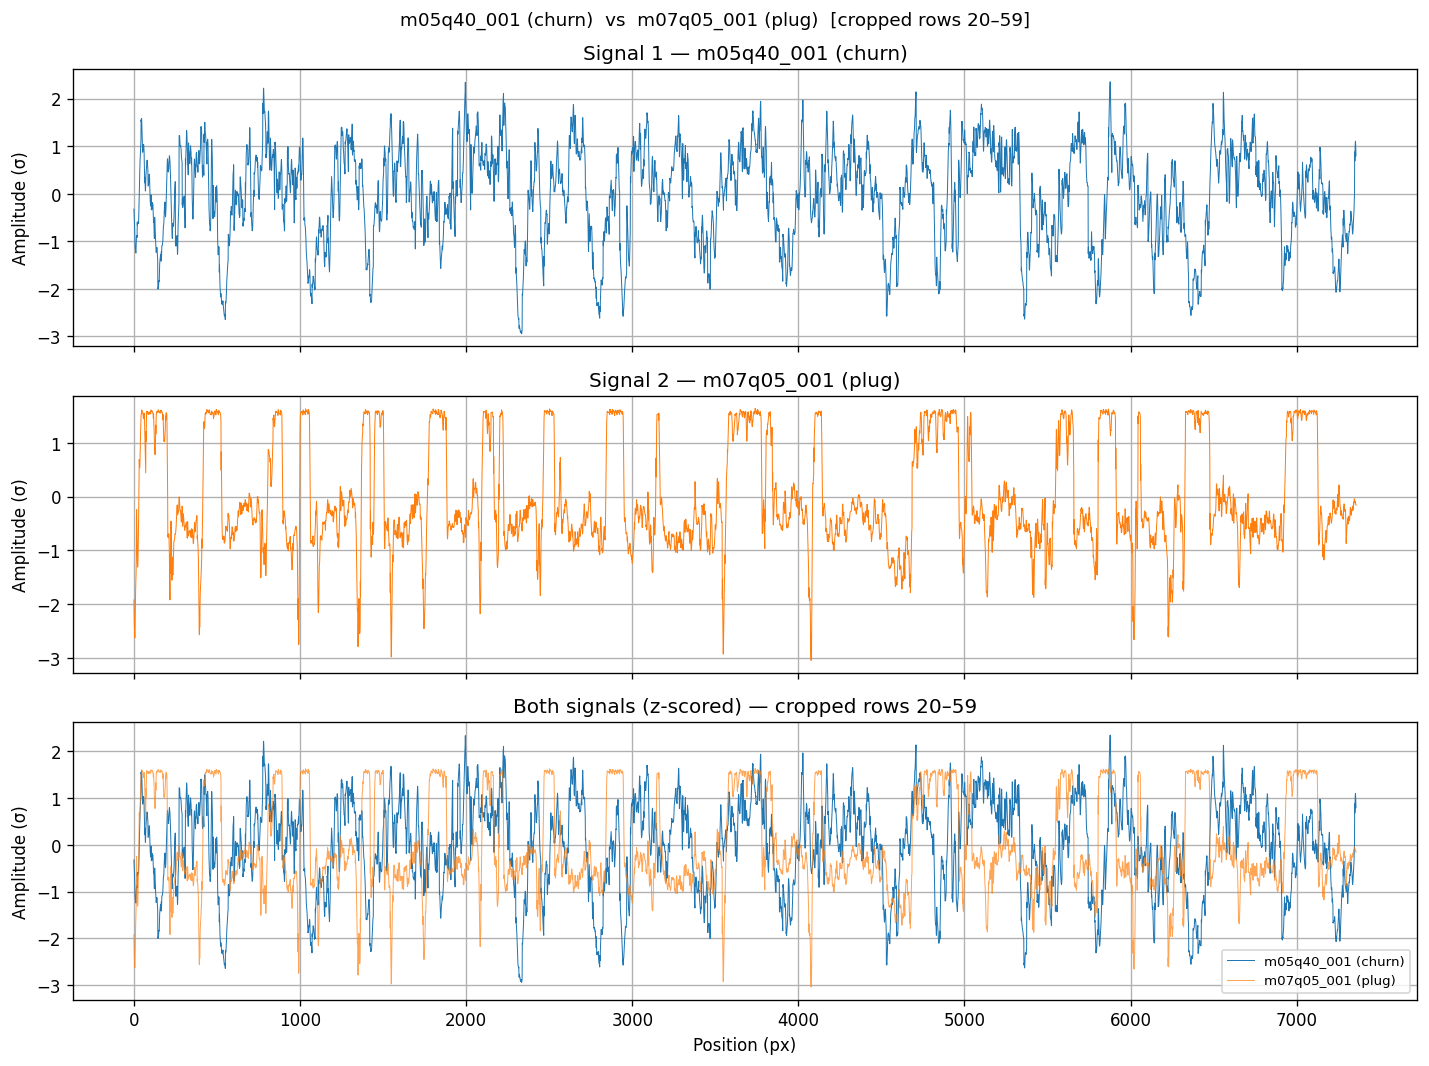 m05q40_001 (churn)  vs  m07q05_001 (plug)  [cropped rows 20–59]
Signal 1 — m05q40_001 (churn)
Amplitude (σ)
2
1
0
−1
−2
−3
Signal 2 — m07q05_001 (plug)
Amplitude (σ)
1
0
−1
−2
−3
Both signals (z-scored) — cropped rows 20–59
Amplitude (σ)
2
1
0
−1
−2
−3
m05q40_001 (churn)
m07q05_001 (plug)
0 1000 2000 3000 4000 5000 6000 7000
Position (px)